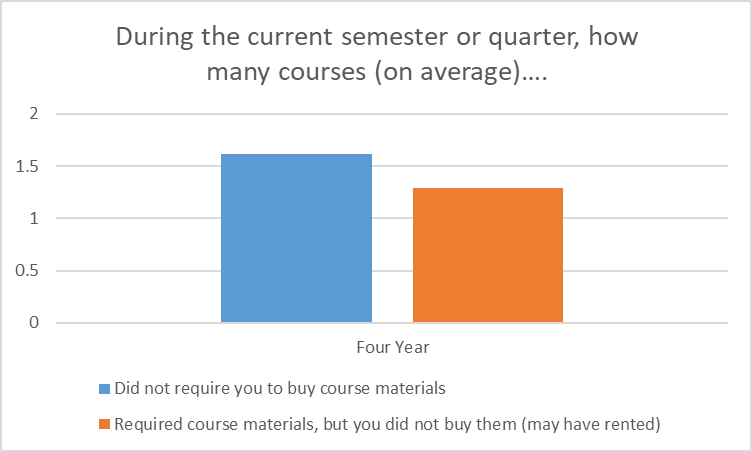 During the current semester or quarter, how
many courses (on average)….
2
1.5
1
0.5
0
Four Year
Did not require you to buy course materials
Required course materials, but you did not buy them (may have rented)